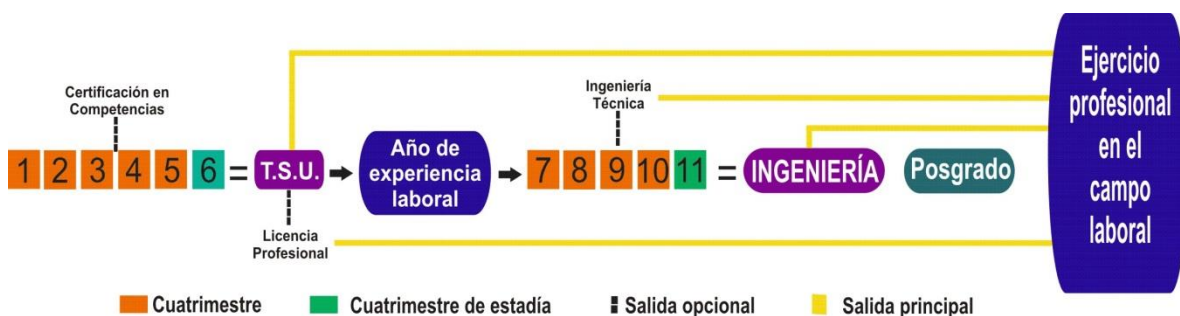 Certificación en
Competencias
1 2 3 4 5 6 = T.S.U.
Licencia
Profesional
Año de
experiencia
laboral
Ingeniería
Técnica
7 8 9 10 11 = INGENIERÍA
Posgrado
Ejercicio
profesional
en el
campo
laboral
Cuatrimestre
Cuatrimestre de estadía
Salida opcional
Salida principal